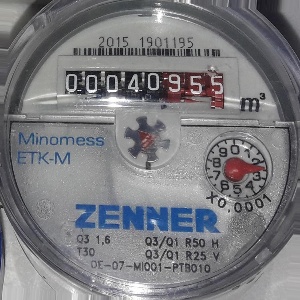 2015 1901195
00040955
m³
Minomess
ETK-M
X0.0001
ZENNER
Q3 1,6 Q3/Q1 R50 H
T30 Q3/Q1 R25 V
DE-07-MI001-PTB010